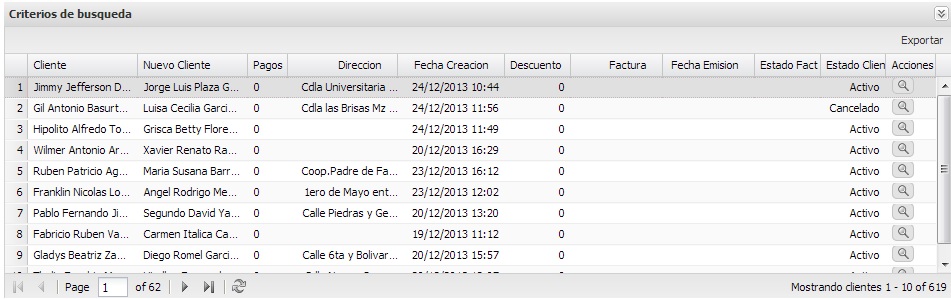 Criterios de busqueda
Exportar
Cliente Nuevo Cliente Pagos Direccion Fecha Creacion Descuento Factura Fecha Emision Estado Fact Estado Clien Acciones
1 Jimmy Jefferson D... Jorge Luis Plaza G... 0 Cdla Universitaria ... 24/12/2013 10:44 0 Activo
2 Gil Antonio Basurt... Luisa Cecilia Garci... 0 Cdla las Brisas Mz ... 24/12/2013 11:56 0 Cancelado
3 Hipolito Alfredo To... Grisca Betty Flore... 0 24/12/2013 11:49 0 Activo
4 Wilmer Antonio Ar... Xavier Renato Ra... 0 20/12/2013 16:29 0 Activo
5 Ruben Patricio Ag... Maria Susana Barr... 0 Coop.Padre de Fa... 23/12/2013 16:12 0 Activo
6 Franklin Nicolas Lo... Angel Rodrigo Me... 0 1ero de Mayo ent... 23/12/2013 12:02 0 Activo
7 Pablo Fernando Ji... Segundo David Ya... 0 Calle Piedras y Ge... 20/12/2013 13:20 0 Activo
8 Fabricio Ruben Va... Carmen Italica Ca... 0 19/12/2013 11:12 0 Activo
9 Gladys Beatriz Za... Diego Romel Garci... 0 Calle 6ta y Bolivar... 20/12/2013 15:57 0 Activo
Page 1 of 62 Mostrando clientes 1 - 10 of 619